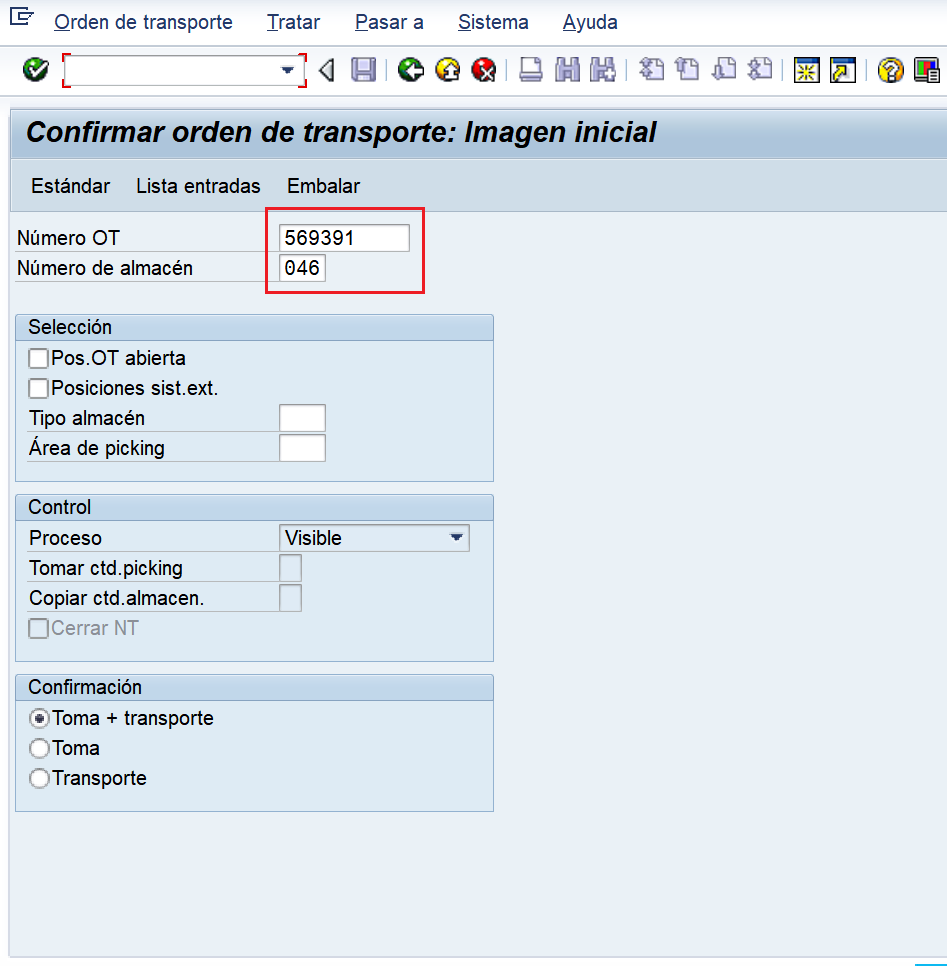 Orden de transporte Tratar Pasar a Sistema Ayuda
Confirmar orden de transporte: Imagen inicial
Estándar Lista entradas Embalar
Número OT 569391
Número de almacén 046
Selección
Pos.OT abierta
Posiciones sist.ext.
Tipo almacén
Área de picking
Control
Proceso Visible
Tomar ctd.picking
Copiar ctd.almacen.
Cerrar NT
Confirmación
Toma + transporte
Toma
Transporte